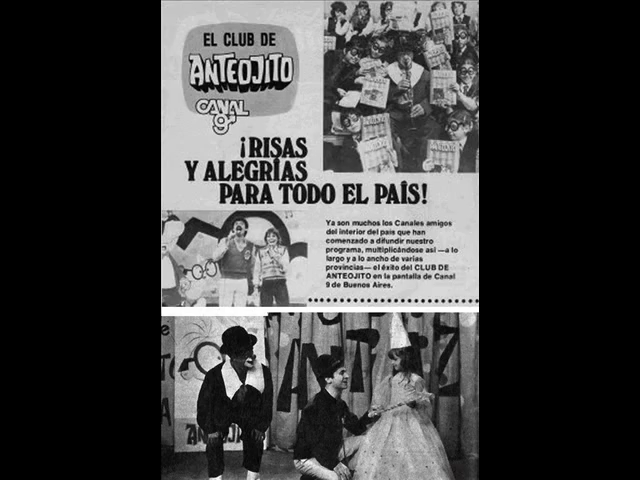 EL CLUB DE
ANTEOJITO
CANAL
9
¡RISAS
Y ALEGRÍAS
PARA TODO EL PAÍS!
Ya son muchos los Canales amigos
del interior del país que han
comenzado a difundir nuestro
programa, multiplicándose así —a lo
largo y a lo ancho de varias
provincias— el éxito del CLUB DE
ANTEOJITO en la pantalla de Canal
9 de Buenos Aires.